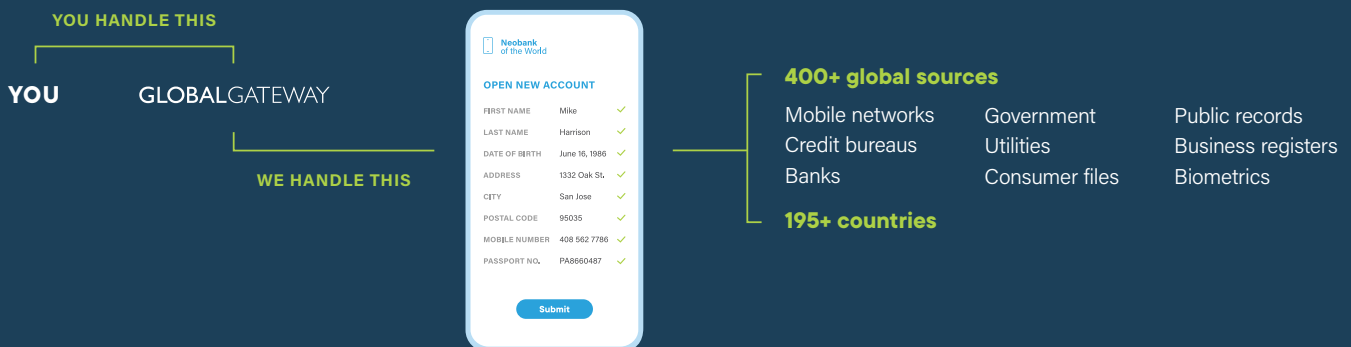 YOU HANDLE THIS
YOU
GLOBALGATEWAY
WE HANDLE THIS
Neobank
of the World
OPEN NEW ACCOUNT
FIRST NAME Mike
LAST NAME Harrison
DATE OF BIRTH June 16, 1986
ADDRESS 1332 Oak St.
CITY San Jose
POSTAL CODE 95035
MOBILE NUMBER 408 562 7786
PASSPORT NO. PA8660487
Submit
400+ global sources
Mobile networks Government Public records
Credit bureaus Utilities Business registers
Banks Consumer files Biometrics
195+ countries